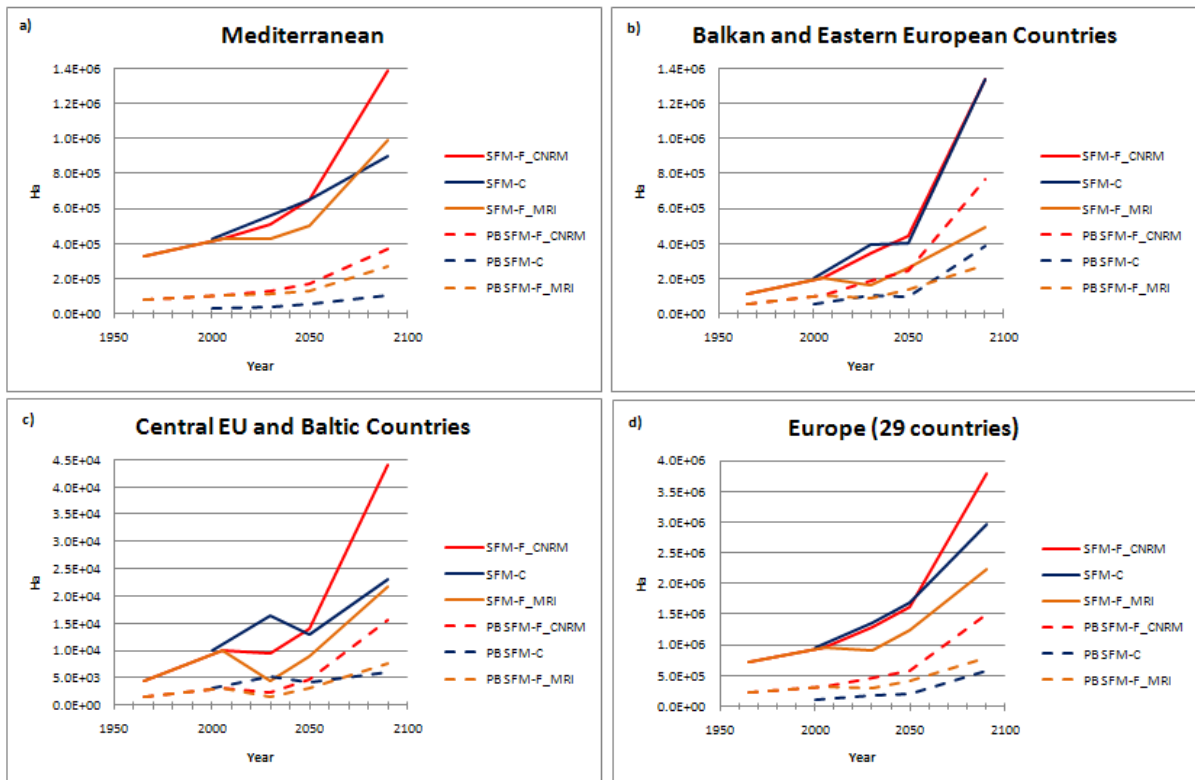 a)
Mediterranean
1.4E+06
1.2E+06
1.0E+06
8.0E+05
6.0E+05
4.0E+05
2.0E+05
0.0E+00
Ha
1950
2000
2050
2100
Year
SFM-F_CNRM
SFM-C
SFM-F_MRI
PB SFM-F_CNRM
PB SFM-C
PB SFM-F_MRI
b)
Balkan and Eastern European Countries
1.4E+06
1.2E+06
1.0E+06
8.0E+05
6.0E+05
4.0E+05
2.0E+05
0.0E+00
Ha
1950
2000
2050
2100
Year
SFM-F_CNRM
SFM-C
SFM-F_MRI
PB SFM-F_CNRM
PB SFM-C
PB SFM-F_MRI
c)
Central EU and Baltic Countries
4.5E+04
4.0E+04
3.5E+04
3.0E+04
2.5E+04
2.0E+04
1.5E+04
1.0E+04
5.0E+03
0.0E+00
Ha
1950
2000
2050
2100
Year
SFM-F_CNRM
SFM-C
SFM-F_MRI
PB SFM-F_CNRM
PB SFM-C
PB SFM-F_MRI
d)
Europe (29 countries)
4.0E+06
3.5E+06
3.0E+06
2.5E+06
2.0E+06
1.5E+06
1.0E+06
5.0E+05
0.0E+00
Ha
1950
2000
2050
2100
Year
SFM-F_CNRM
SFM-C
SFM-F_MRI
PB SFM-F_CNRM
PB SFM-C
PB SFM-F_MRI